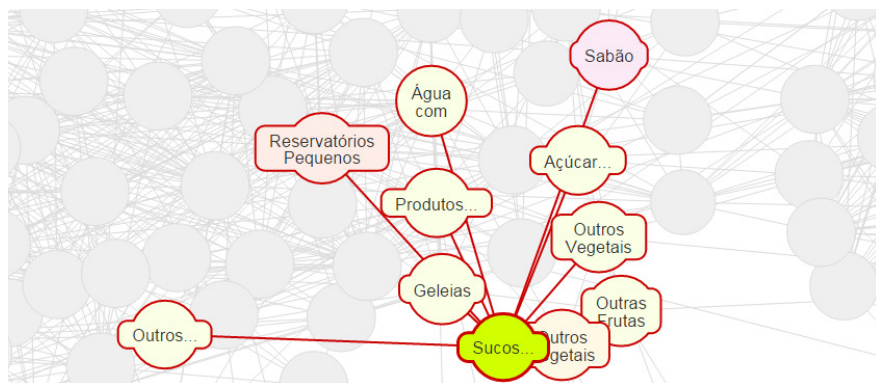 Sabão
Água
com
Reservatórios
Pequenos
Açúcar...
Produtos...
Outros
Vegetais
Geleias
Outras
Frutas
Outros...
Sucos...